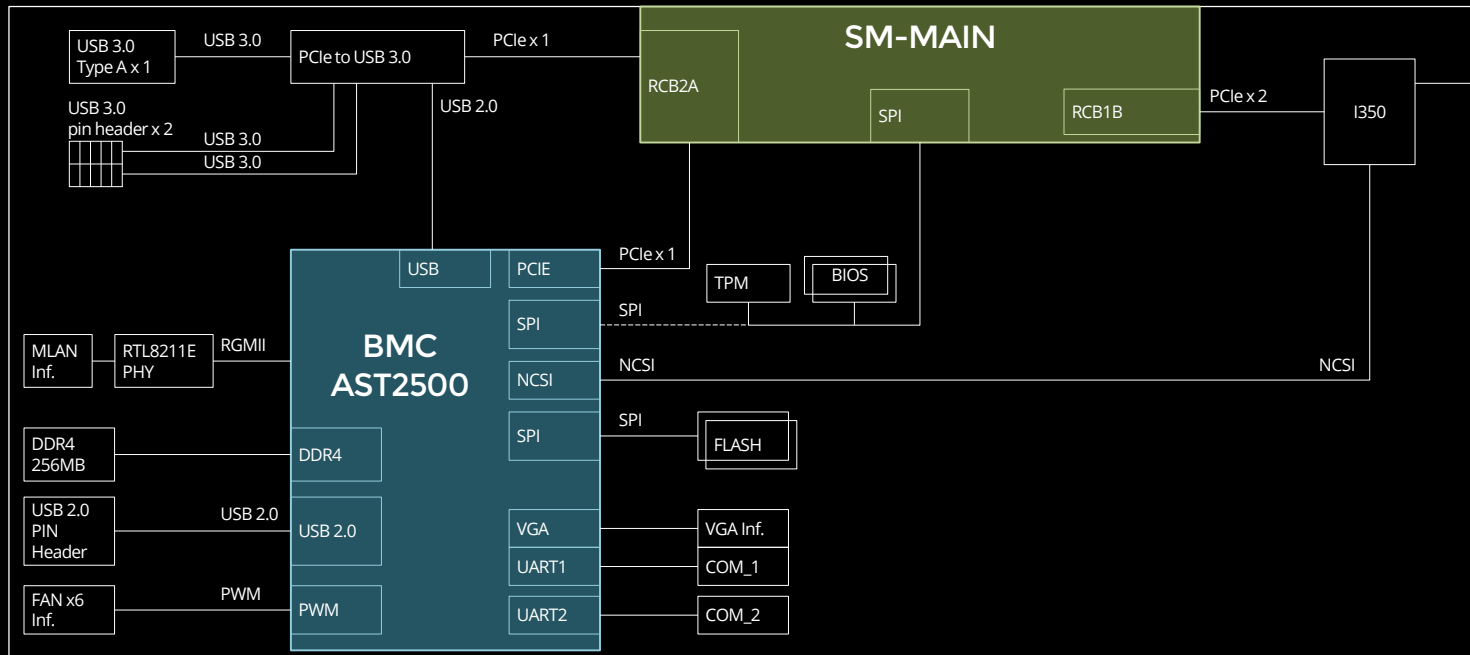 SM-MAIN
USB 3.0
Type A x 1
USB 3.0
PCIe to USB 3.0
PCIe x 1
RCB2A
SPI
RCB1B
PCIe x 2
I350
USB 3.0
pin header x 2
USB 3.0
USB 3.0
USB 2.0
USB
PCIE
PCIe x 1
TPM
BIOS
SPI
SPI
MLAN
Inf.
RTL8211E
PHY
RGMII
BMC
AST2500
NCSI
NCSI
NCSI
SPI
SPI
FLASH
DDR4
256MB
DDR4
USB 2.0
PIN
Header
USB 2.0
USB 2.0
VGA
VGA Inf.
UART1
COM_1
FAN x6
Inf.
PWM
PWM
UART2
COM_2